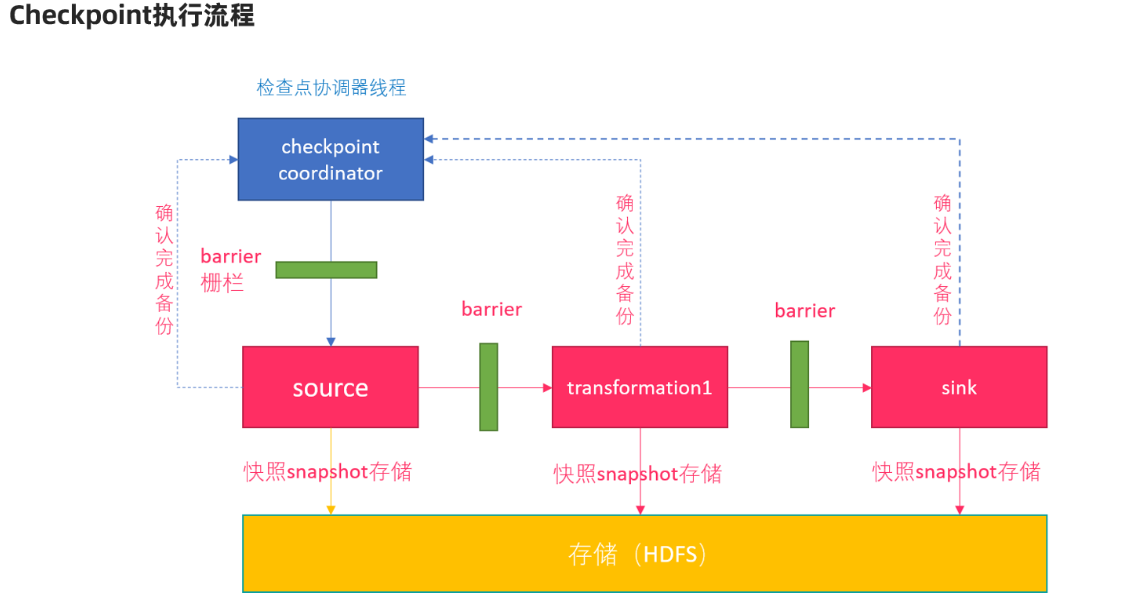 Checkpoint执行流程
检查点协调器线程
checkpoint
coordinator
确认完成备份
barrier
栅栏
确认完成备份
确认完成备份
barrier
barrier
source
transformation1
sink
快照snapshot存储
快照snapshot存储
快照snapshot存储
存储（HDFS）